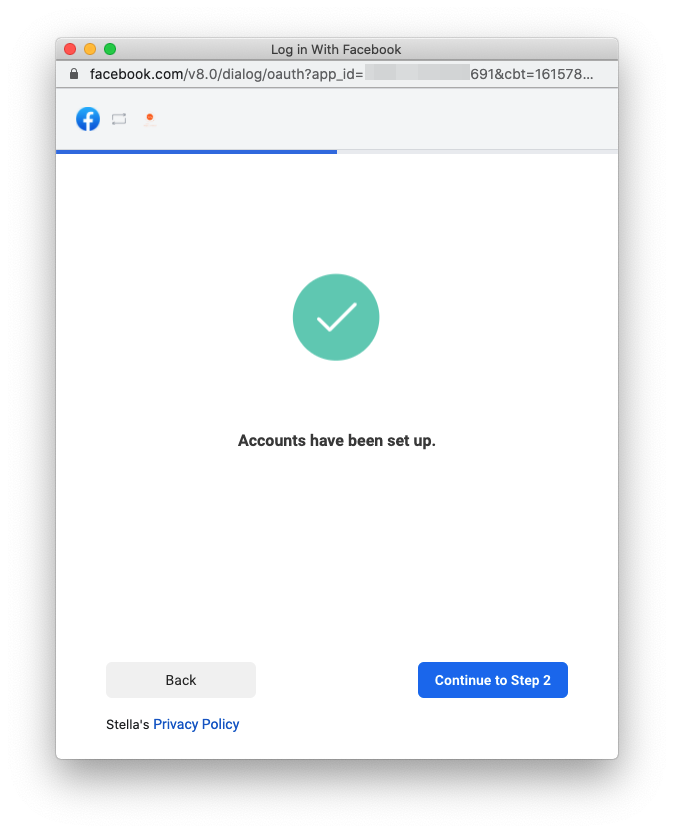 Log in With Facebook
facebook.com/v8.0/dialog/oauth?app_id= 691&cbt=161578...
Accounts have been set up.
Back
Continue to Step 2
Stella's Privacy Policy